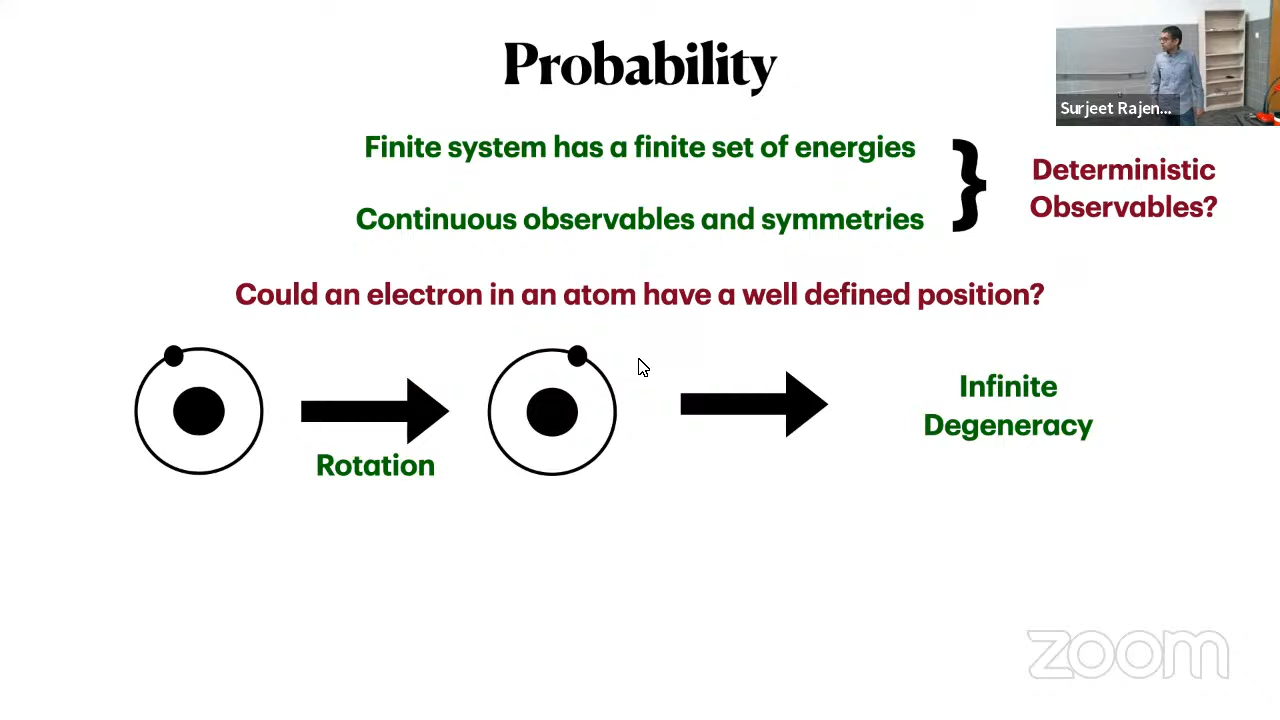 Probability
Surjeet Rajen...
Finite system has a finite set of energies
Continuous observables and symmetries
}
Deterministic
Observables?
Could an electron in an atom have a well defined position?
Rotation
Infinite
Degeneracy
zoom